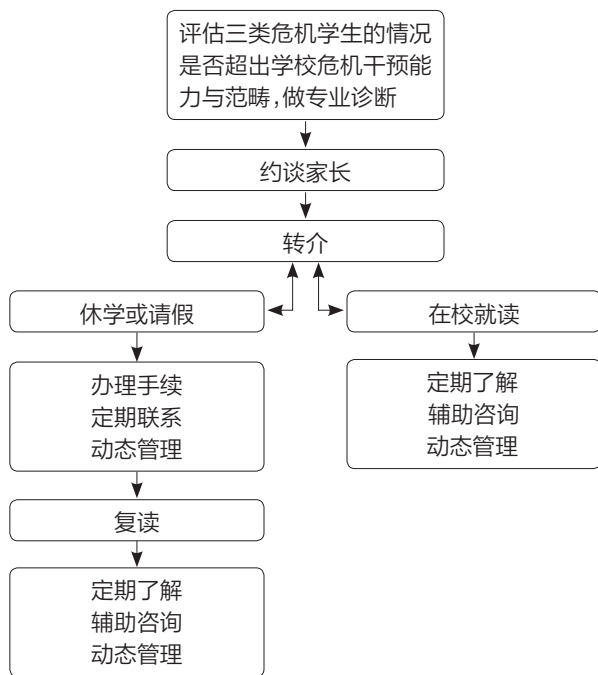 评估三类危机学生的情况
是否超出学校危机干预能
力与范畴,做专业诊断
约谈家长
转介
休学或请假
在校就读
办理手续
定期联系
动态管理
定期了解
辅助咨询
动态管理
复读
定期了解
辅助咨询
动态管理